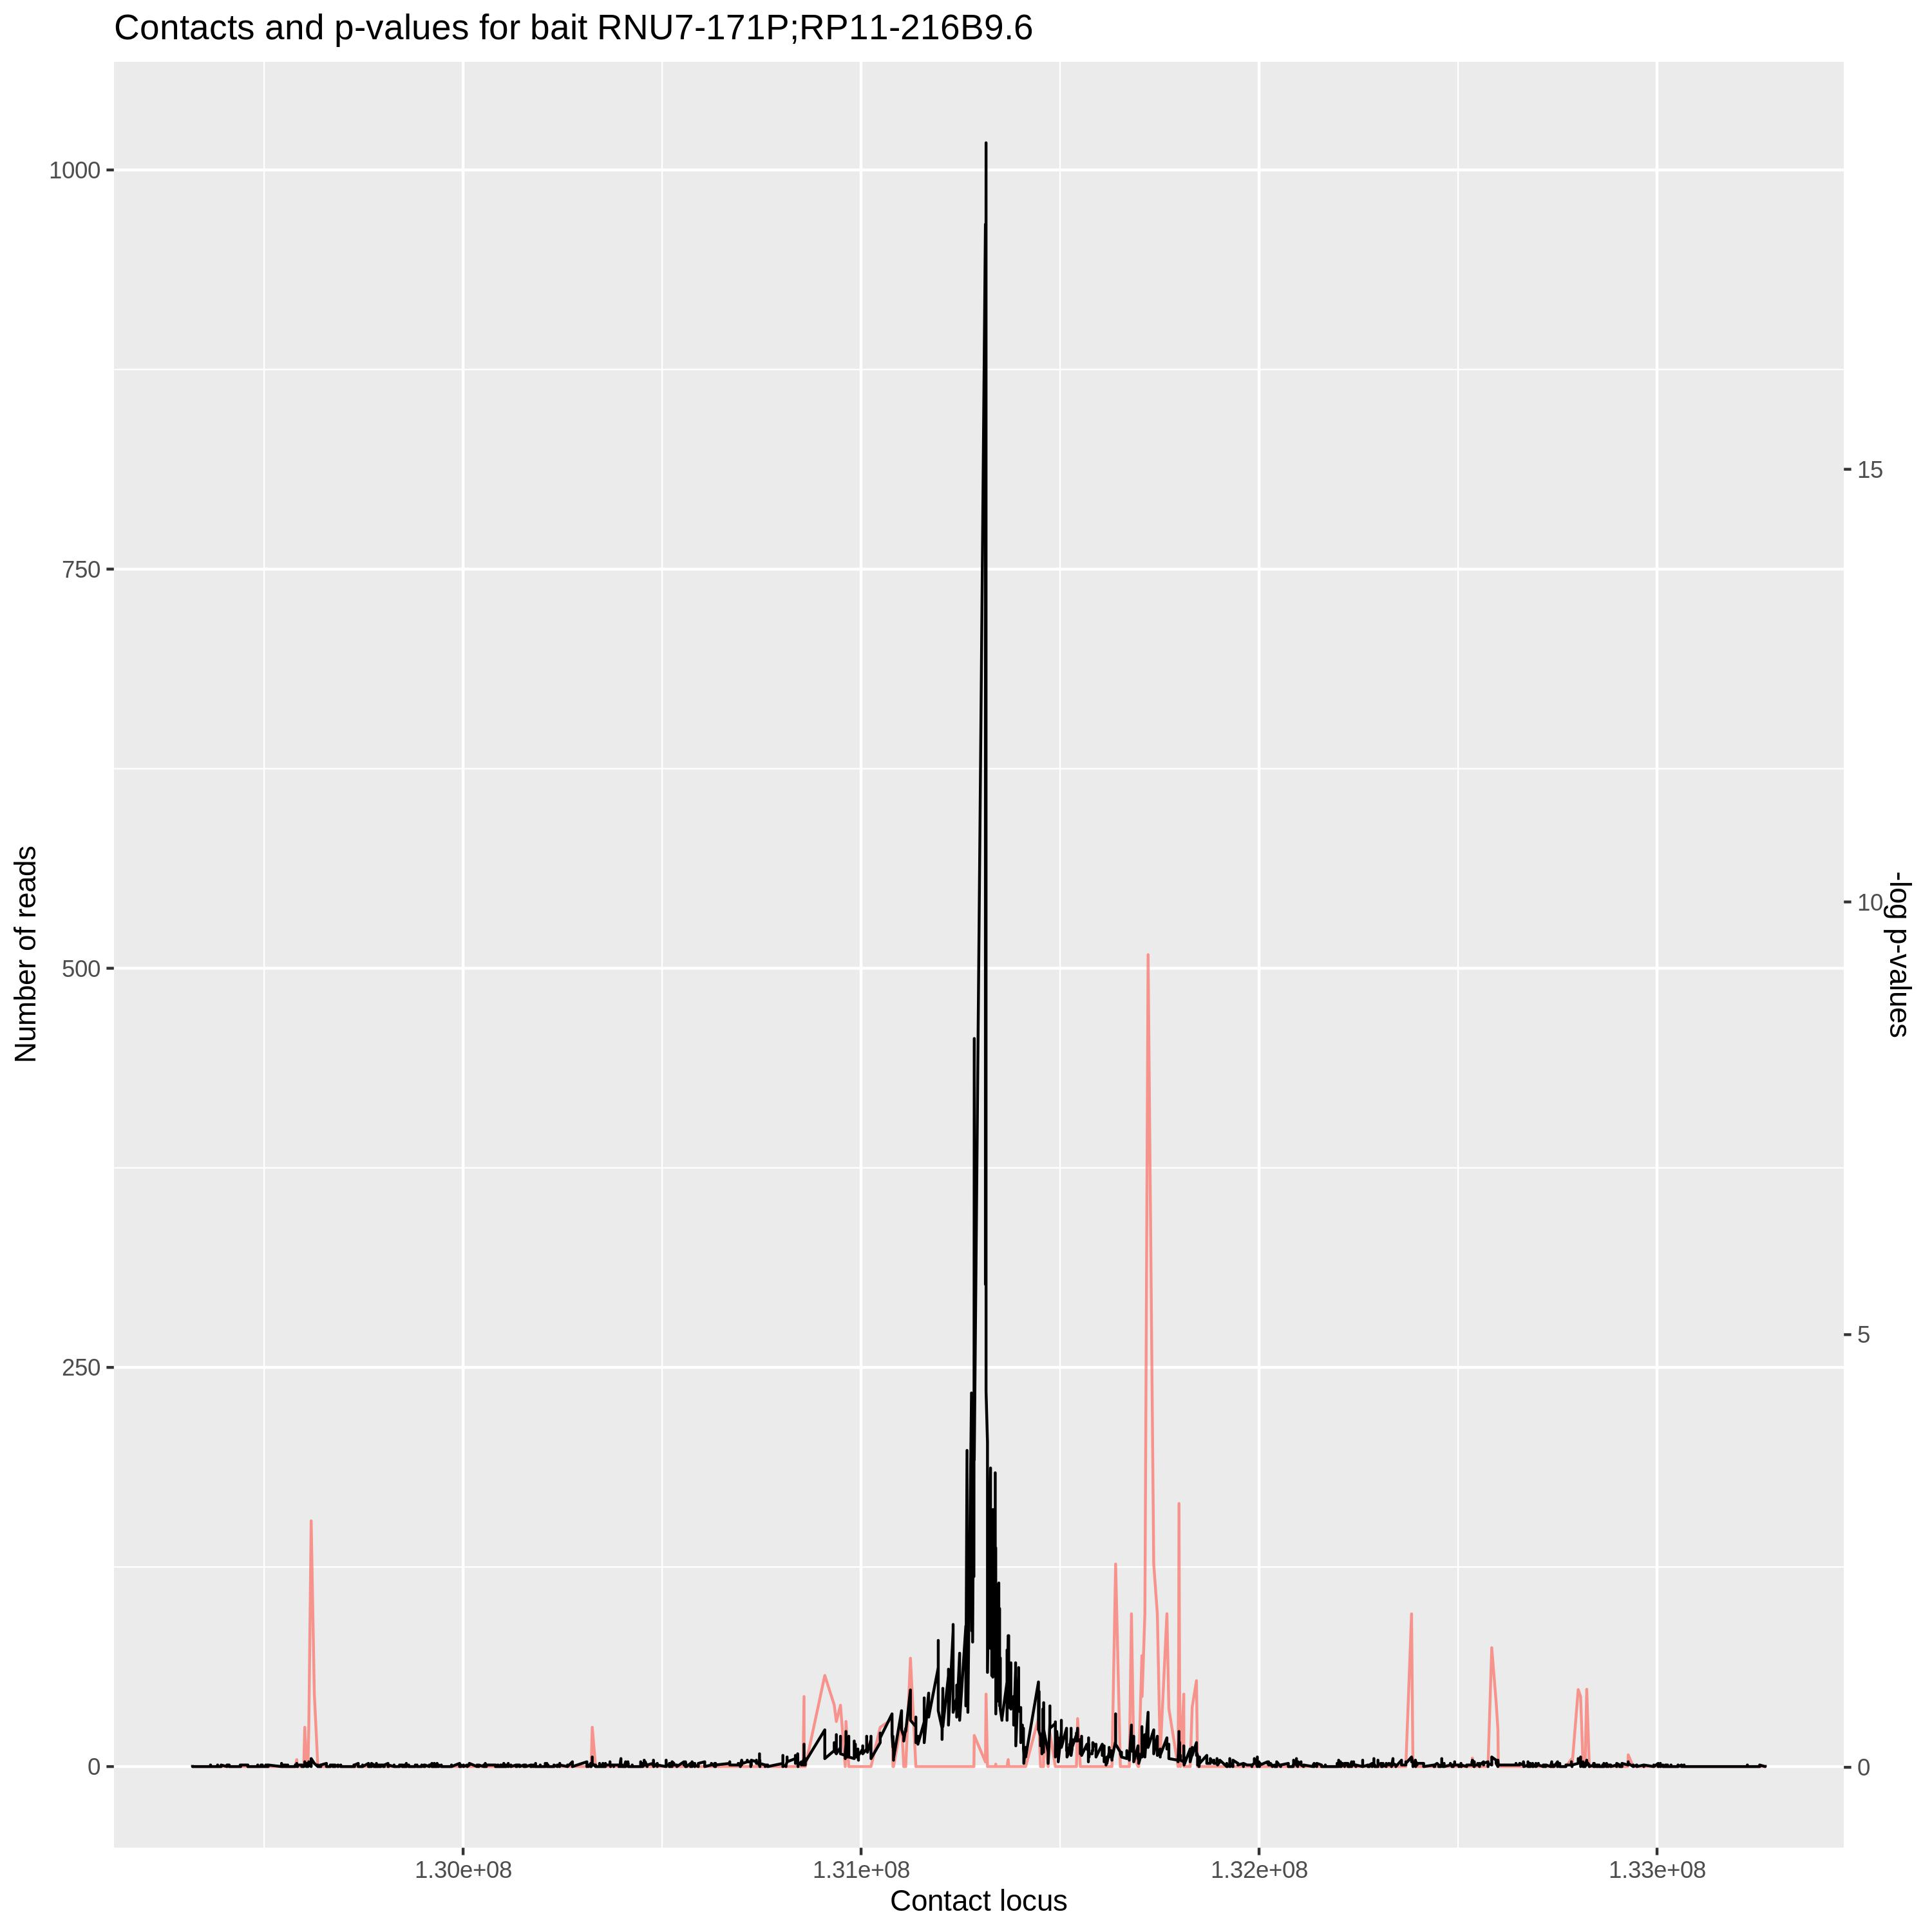 Contacts and p-values for bait RNU7-171P;RP11-216B9.6
Number of reads
1000
750
500
250
0
15
10
5
0
-log p-values
1.30e+08 1.31e+08 1.32e+08 1.33e+08
Contact locus